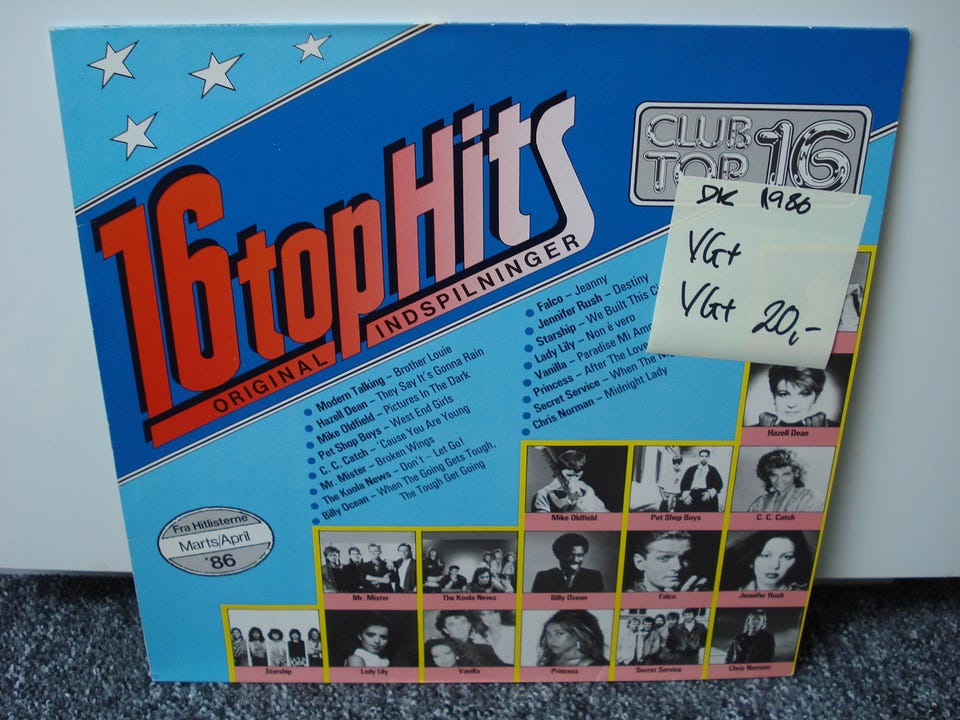 16 top Hits
ORIGINAL INDSPILNINGER
CLUB
TOP 16
DK 1986
VG+
VG+ 20,-
Modern Talking – Brother Louie
Hazell Dean – They Say It's Gonna Rain
Mike Oldfield – Pictures In The Dark
Pet Shop Boys – West End Girls
C. C. Catch – 'Cause You Are Young
Mr. Mister – Broken Wings
The Koola News – Don't – Let Go!
Billy Ocean – When The Going Gets Tough,
The Tough Get Going
Falco – Jeanny
Jennifer Rush – Destiny
Starship – We Built This
Lady Lily – Non è vero
Vanilla – Paradise Mi
Princess – After The
Secret Service – When The
Chris Norman – Midnight Lady
Fra Hitlisterne
Marts/April
'86
Hazell Dean
Mike Oldfield
Pet Shop Boys
C. C. Catch
Mr. Mister
The Koola News
Billy Ocean
Falco
Jennifer Rush
Starship
Lady Lily
Vanilla
Princess
Secret Service
Chris Norman